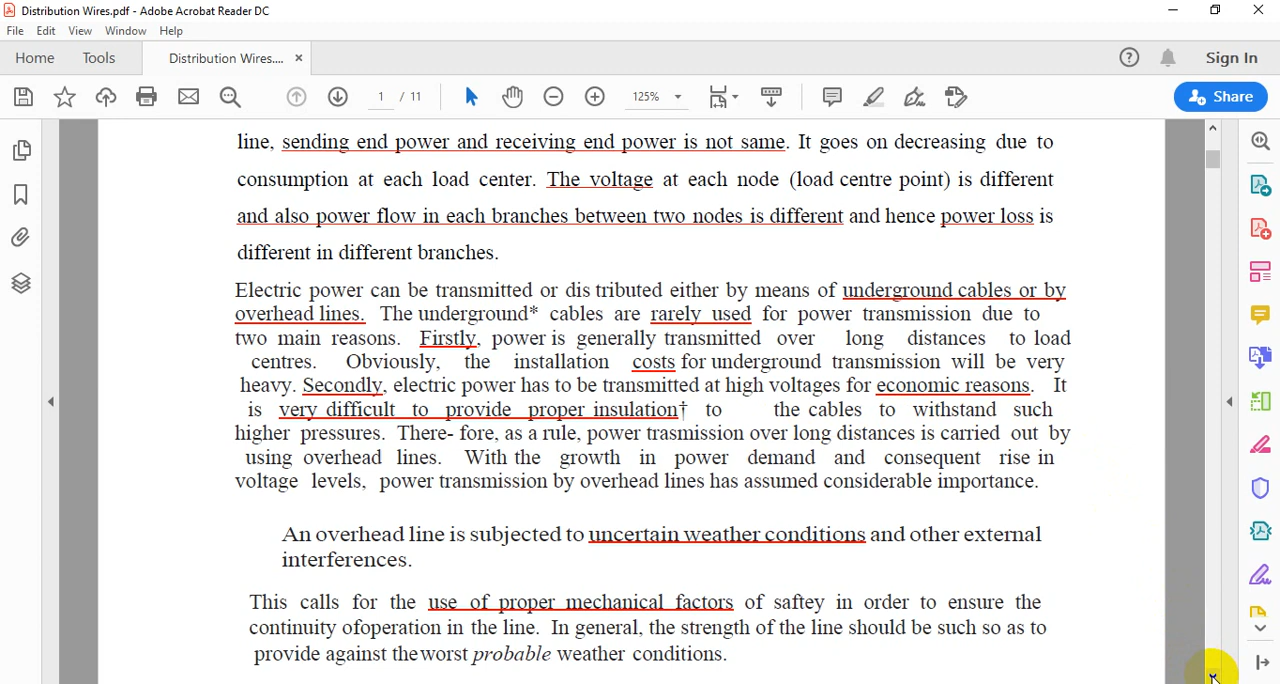 Distribution Wires.pdf - Adobe Acrobat Reader DC
File Edit View Window Help
Home Tools Distribution Wires.... × Sign In
1 / 11 125% Share
line, sending end power and receiving end power is not same. It goes on decreasing due to
consumption at each load center. The voltage at each node (load centre point) is different
and also power flow in each branches between two nodes is different and hence power loss is
different in different branches.
Electric power can be transmitted or dis tributed either by means of underground cables or by
overhead lines. The underground* cables are rarely used for power transmission due to
two main reasons. Firstly, power is generally transmitted over long distances to load
centres. Obviously, the installation costs for underground transmission will be very
heavy. Secondly, electric power has to be transmitted at high voltages for economic reasons. It
is very difficult to provide proper insulation† to the cables to withstand such
higher pressures. There- fore, as a rule, power trasmission over long distances is carried out by
using overhead lines. With the growth in power demand and consequent rise in
voltage levels, power transmission by overhead lines has assumed considerable importance.
An overhead line is subjected to uncertain weather conditions and other external
interferences.
This calls for the use of proper mechanical factors of saftey in order to ensure the
continuity ofoperation in the line. In general, the strength of the line should be such so as to
provide against theworst probable weather conditions.